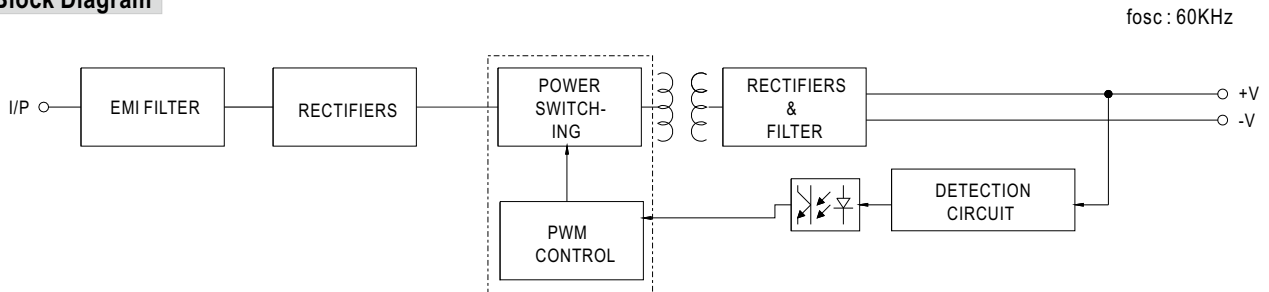 Block Diagram
fosc : 60KHz
I/P
EMI FILTER
RECTIFIERS
POWER
SWITCH-
ING
RECTIFIERS
&
FILTER
+V
-V
DETECTION
CIRCUIT
PWM
CONTROL